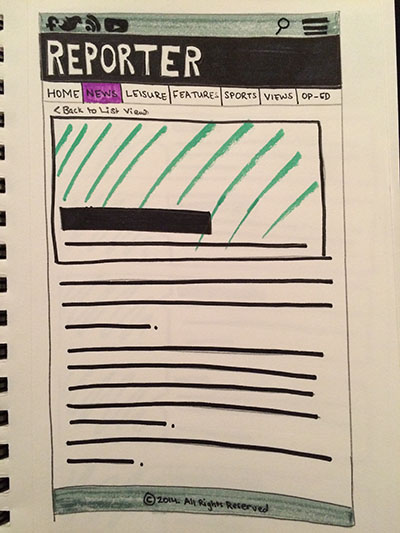 REPORTER
HOME NEWS LEISURE FEATURES SPORTS VIEWS OP-ED
< Back to List View
© 2014 All Rights Reserved